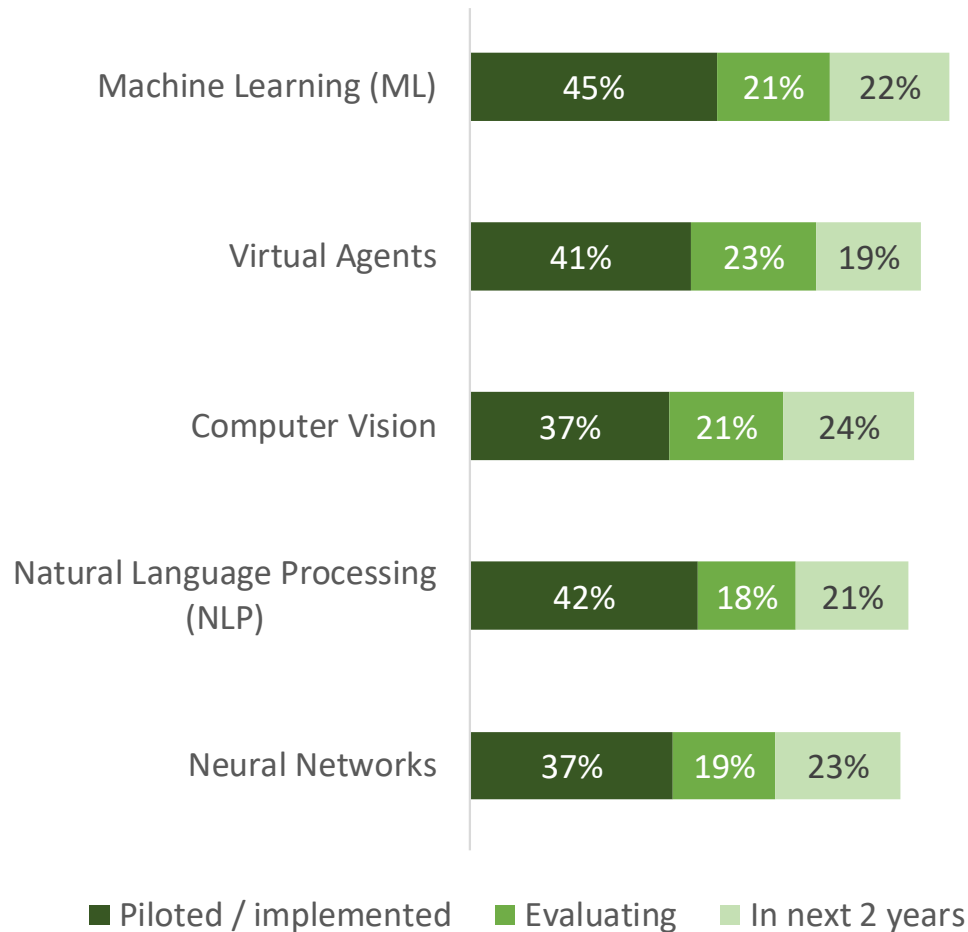 Machine Learning (ML) 45% 21% 22%
Virtual Agents 41% 23% 19%
Computer Vision 37% 21% 24%
Natural Language Processing
(NLP) 42% 18% 21%
Neural Networks 37% 19% 23%
Piloted / implemented Evaluating In next 2 years